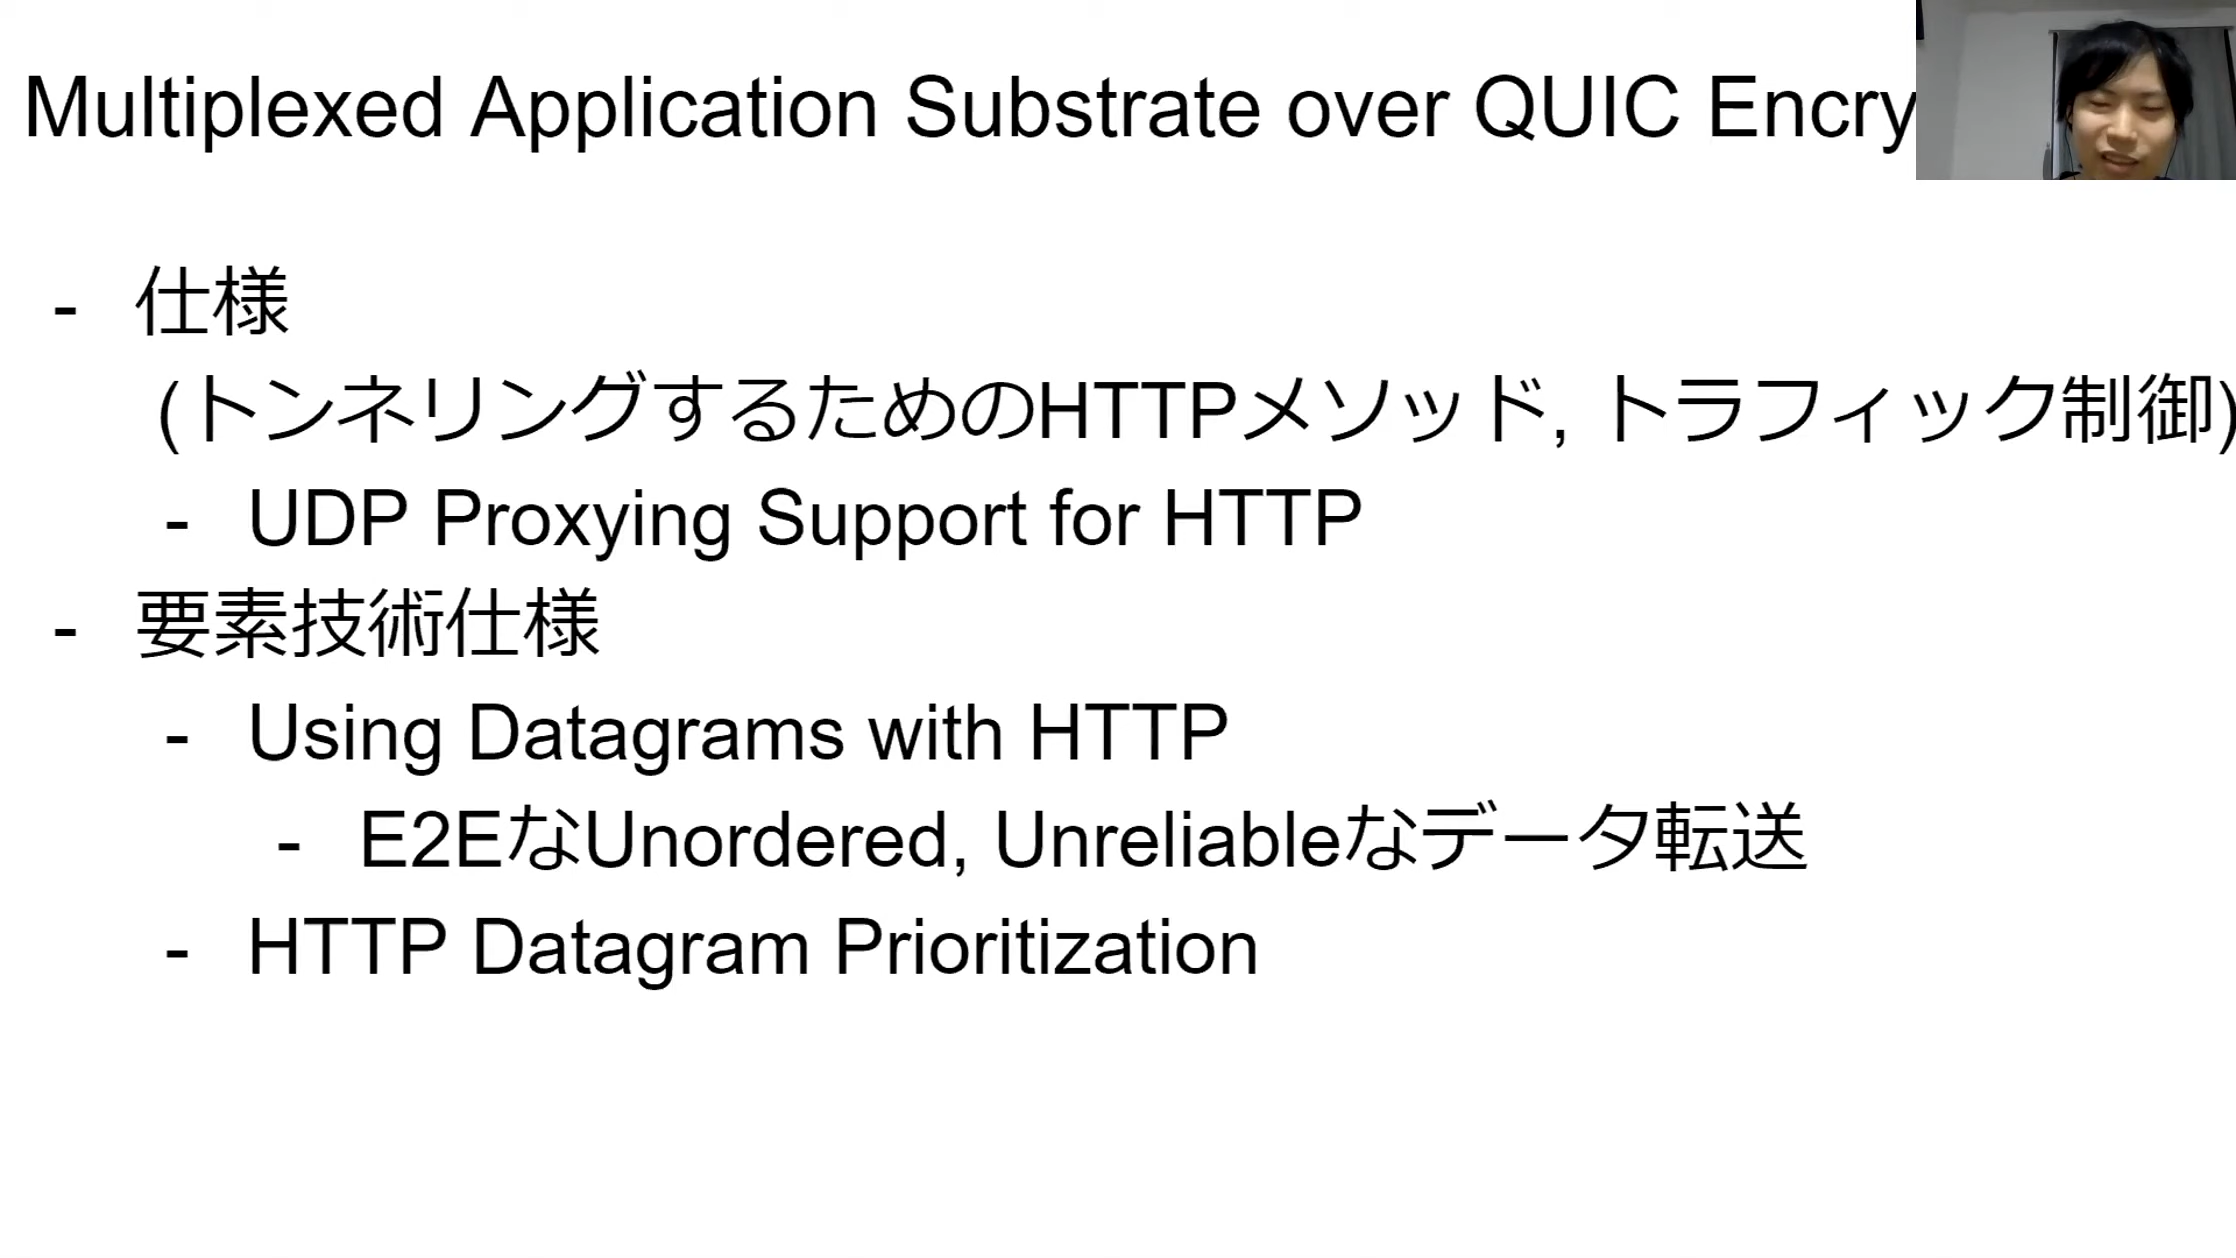 Multiplexed Application Substrate over QUIC Encry
- 仕様
(トンネリングするためのHTTPメソッド, トラフィック制御)
- UDP Proxying Support for HTTP
- 要素技術仕様
- Using Datagrams with HTTP
- E2EなUnordered, Unreliableなデータ転送
- HTTP Datagram Prioritization